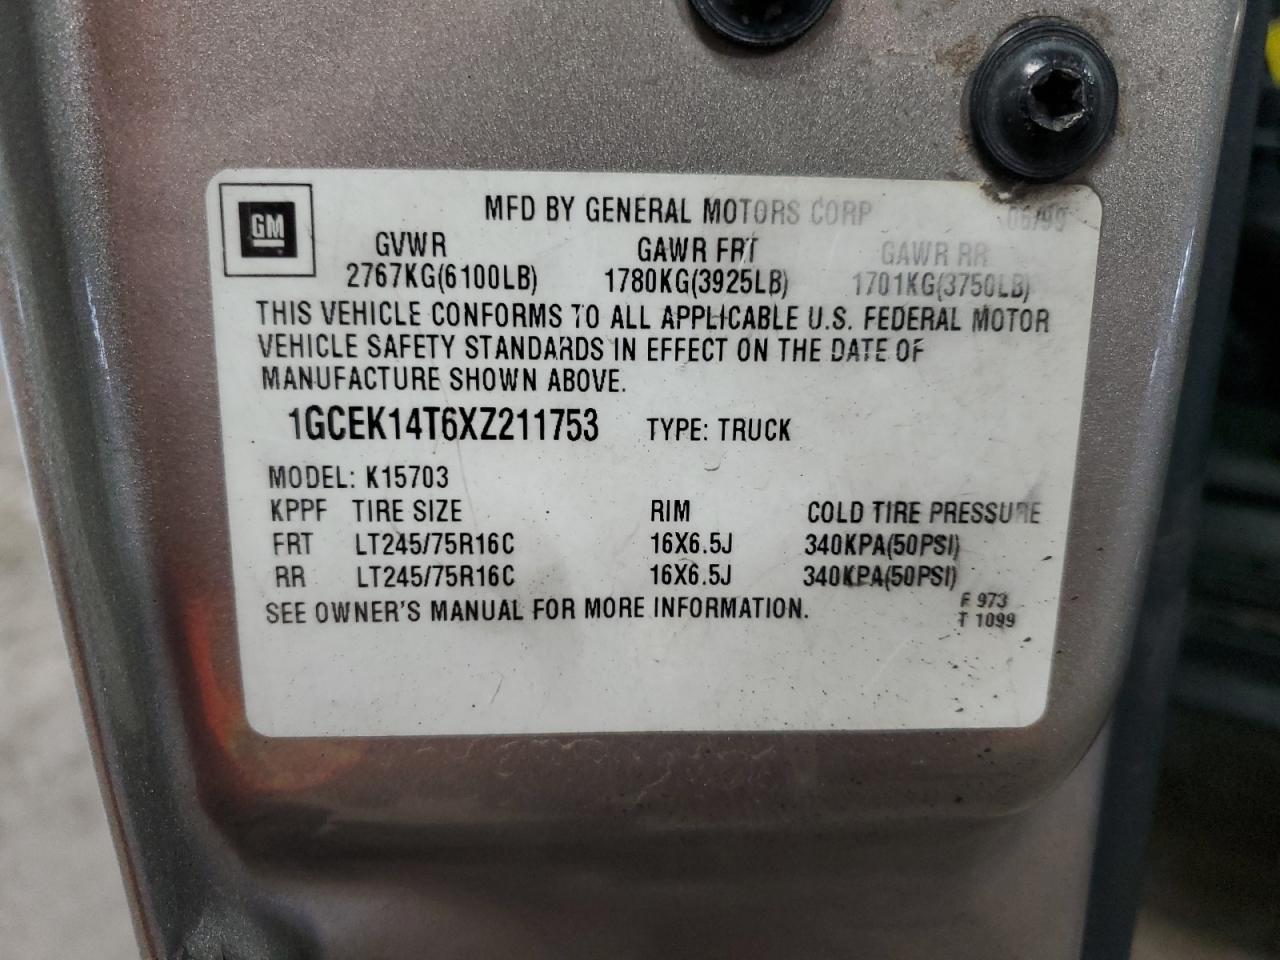 GM
MFD BY GENERAL MOTORS CORP 06/99
GVWR GAWR FRT GAWR RR
2767KG(6100LB) 1780KG(3925LB) 1701KG(3750LB)
THIS VEHICLE CONFORMS TO ALL APPLICABLE U.S. FEDERAL MOTOR
VEHICLE SAFETY STANDARDS IN EFFECT ON THE DATE OF
MANUFACTURE SHOWN ABOVE.
1GCEK14T6XZ211753 TYPE: TRUCK
MODEL: K15703
KPPF TIRE SIZE RIM COLD TIRE PRESSURE
FRT LT245/75R16C 16X6.5J 340KPA(50PSI)
RR LT245/75R16C 16X6.5J 340KPA(50PSI)
SEE OWNER'S MANUAL FOR MORE INFORMATION.
F 973
T 1099